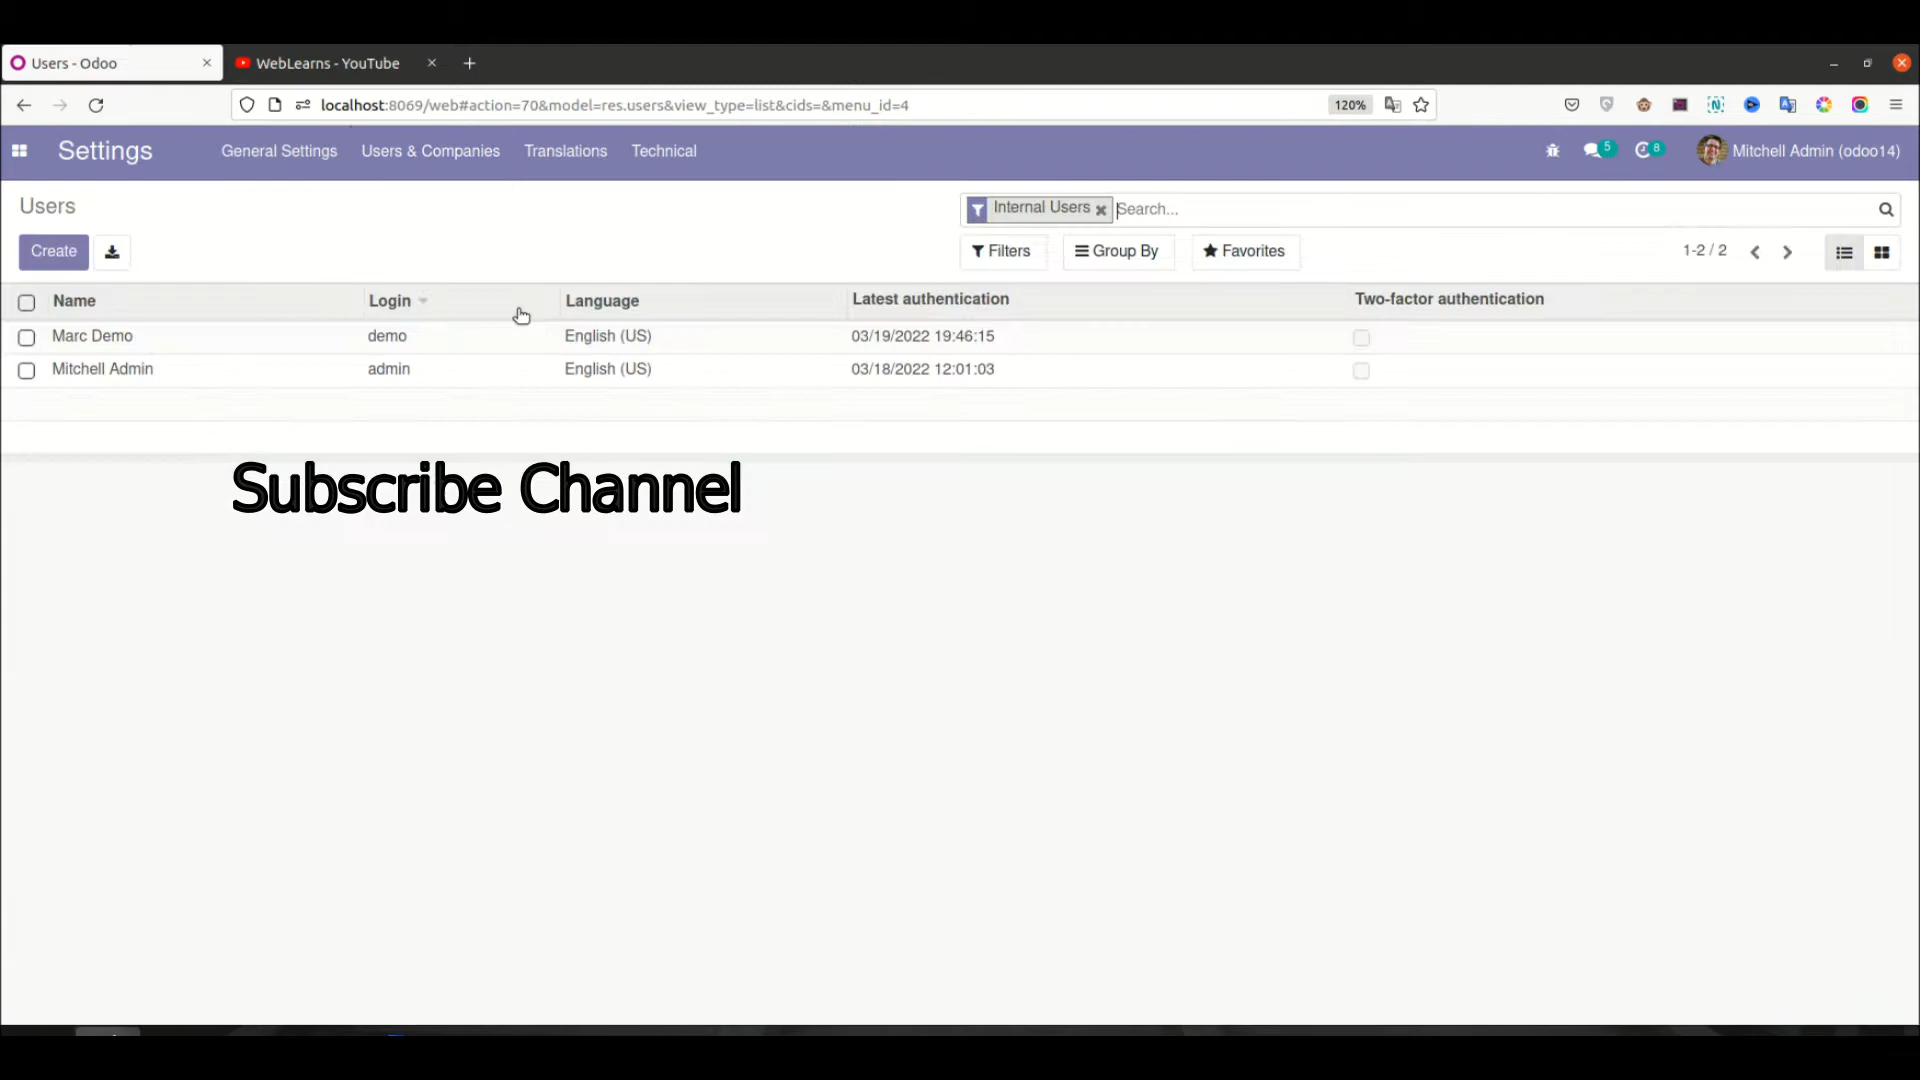 Users - Odoo WebLearns - YouTube
localhost:8069/web#action=70&model=res.users&view_type=list&cids=&menu_id=4 120%
Settings General Settings Users & Companies Translations Technical 5 8 Mitchell Admin (odoo14)
Users Internal Users Search...
Create Filters Group By Favorites 1-2 / 2
Name Login Language Latest authentication Two-factor authentication
Marc Demo demo English (US) 03/19/2022 19:46:15
Mitchell Admin admin English (US) 03/18/2022 12:01:03
Subscribe Channel